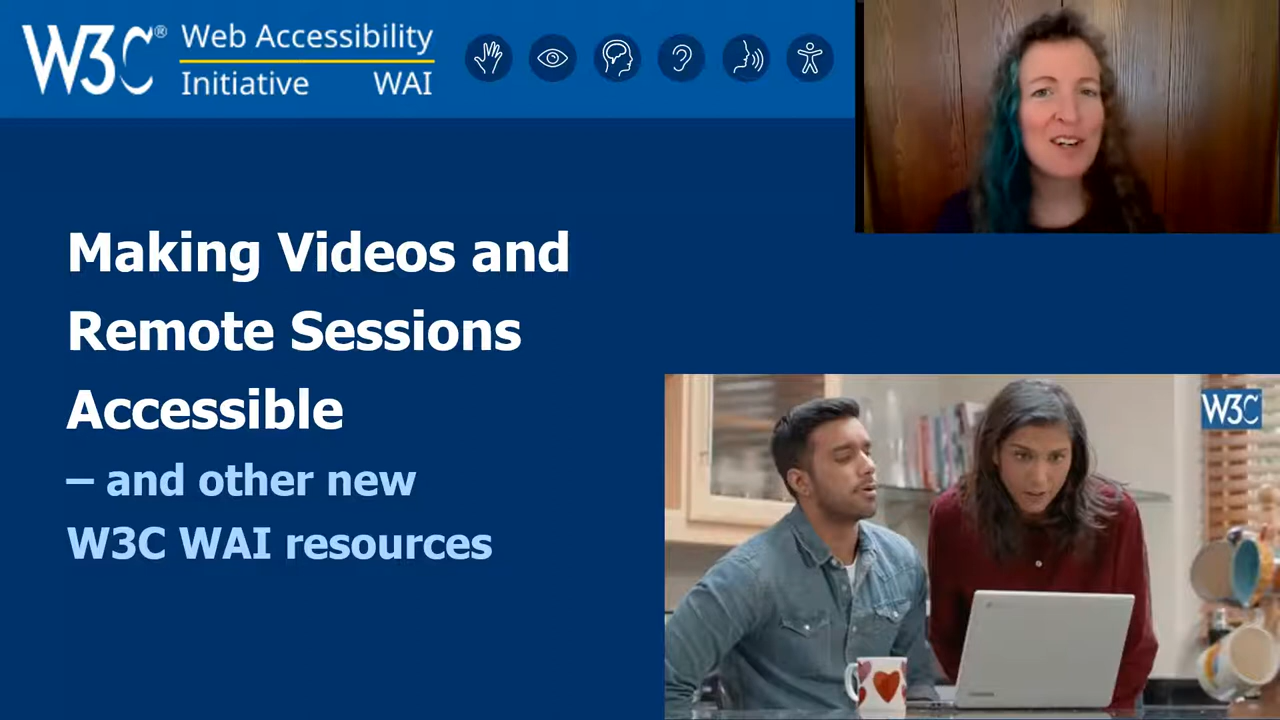 W3C®
Web Accessibility
Initiative WAI
Making Videos and
Remote Sessions
Accessible
– and other new
W3C WAI resources
W3C